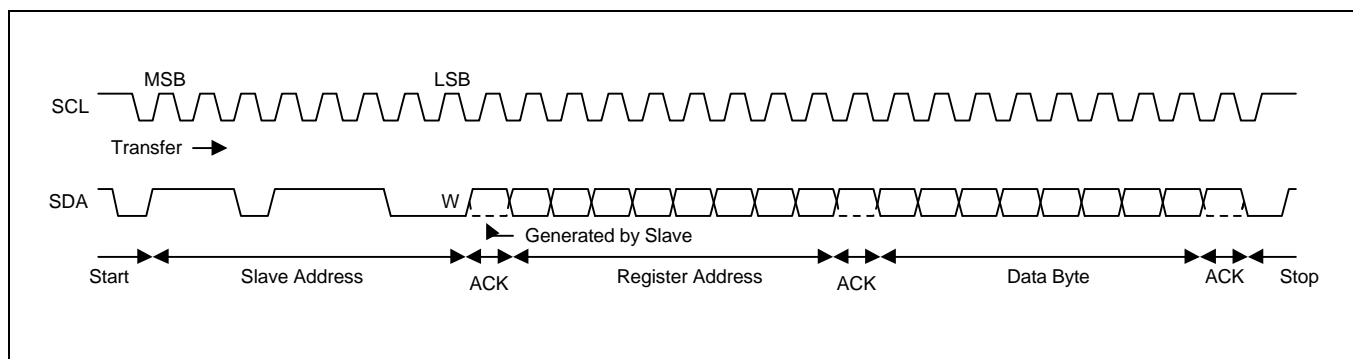 MSB LSB
SCL
Transfer
SDA W
Generated by Slave
Start Slave Address ACK Register Address ACK Data Byte ACK Stop